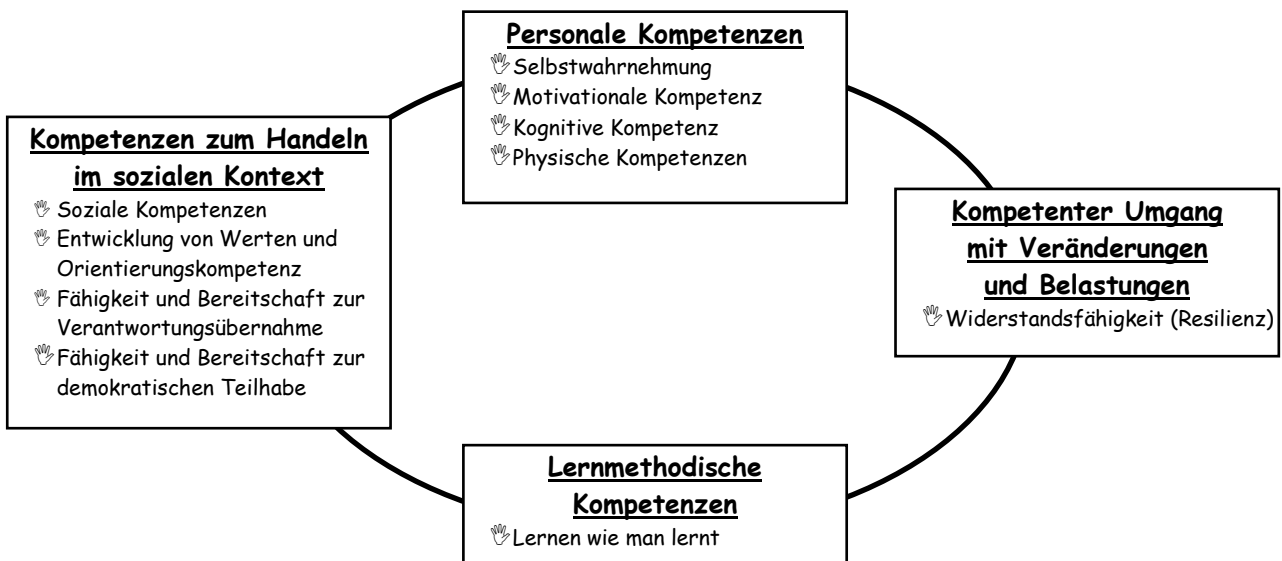 Personale Kompetenzen
Selbstwahrnehmung
Motivationale Kompetenz
Kognitive Kompetenz
Physische Kompetenzen
Kompetenzen zum Handeln
im sozialen Kontext
Soziale Kompetenzen
Entwicklung von Werten und
Orientierungskompetenz
Fähigkeit und Bereitschaft zur
Verantwortungsübernahme
Fähigkeit und Bereitschaft zur
demokratischen Teilhabe
Kompetenter Umgang
mit Veränderungen
und Belastungen
Widerstandsfähigkeit (Resilienz)
Lernmethodische
Kompetenzen
Lernen wie man lernt